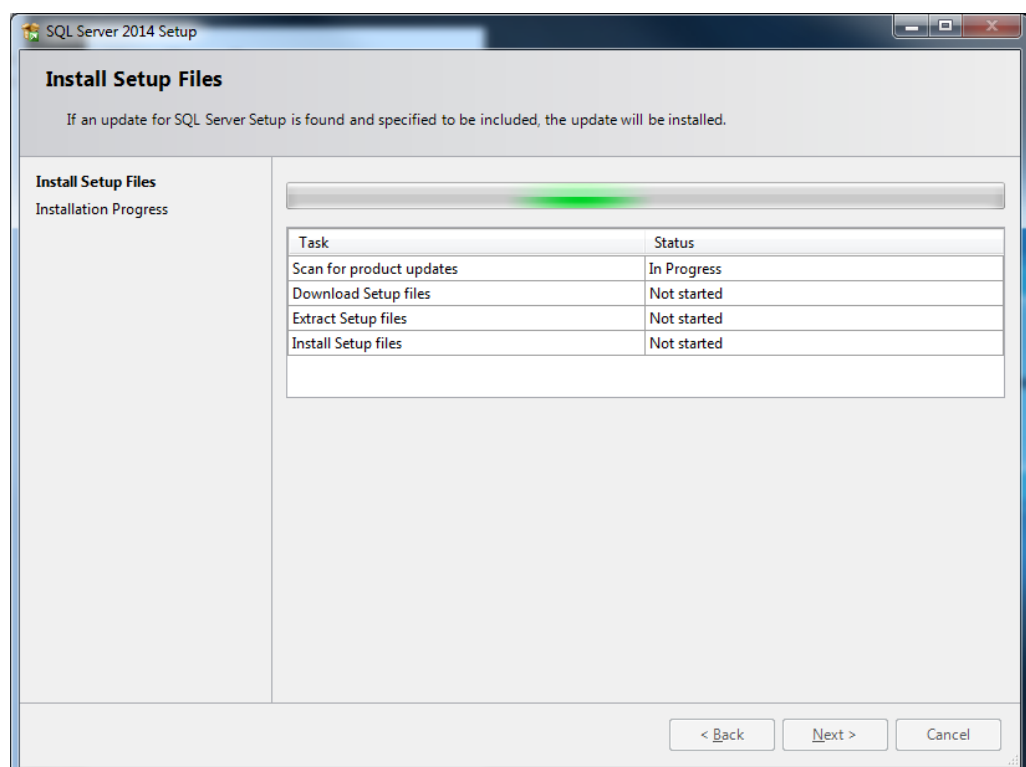 SQL Server 2014 Setup
Install Setup Files
If an update for SQL Server Setup is found and specified to be included, the update will be installed.
Install Setup Files
Installation Progress
Task Status
Scan for product updates In Progress
Download Setup files Not started
Extract Setup files Not started
Install Setup files Not started
< Back Next > Cancel